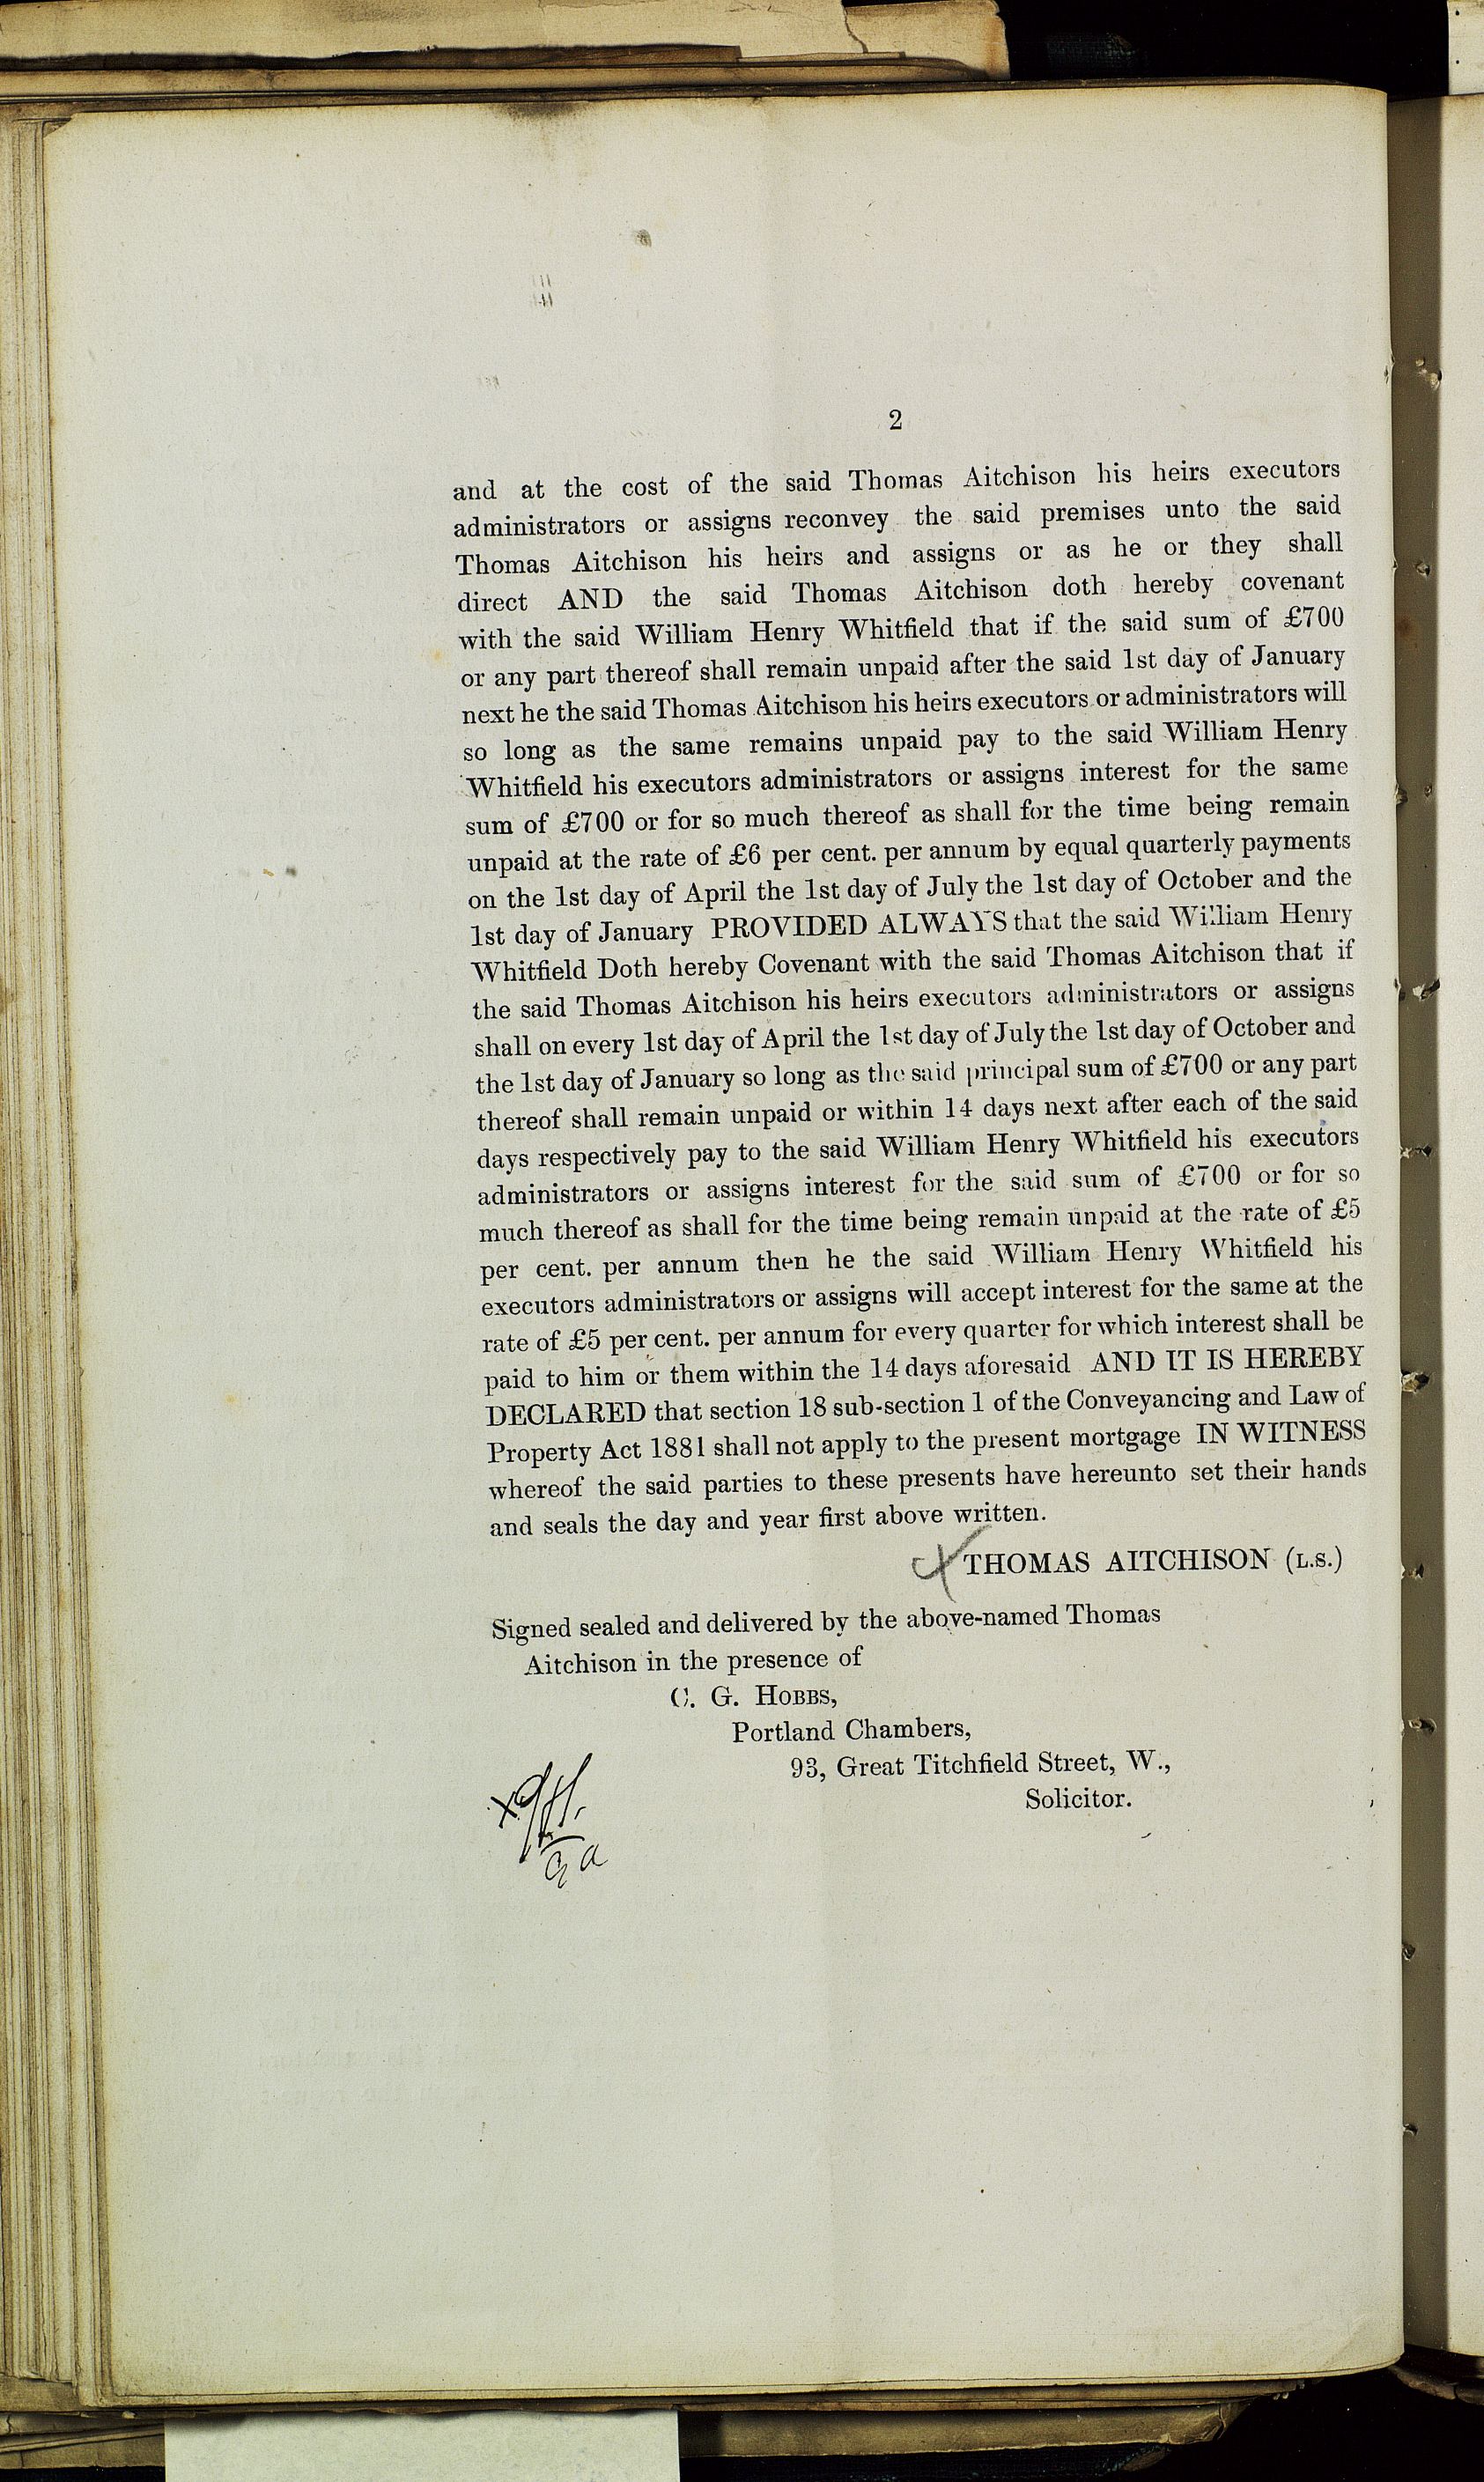 2
and at the cost of the said Thomas Aitchison his heirs executors
administrators or assigns reconvey the said premises unto the said
Thomas Aitchison his heirs and assigns or as he or they shall
direct AND the said Thomas Aitchison doth hereby covenant
with the said William Henry Whitfield that if the said sum of £700
or any part thereof shall remain unpaid after the said 1st day of January
next he the said Thomas Aitchison his heirs executors or administrators will
so long as the same remains unpaid pay to the said William Henry
Whitfield his executors administrators or assigns interest for the same
sum of £700 or for so much thereof as shall for the time being remain
unpaid at the rate of £6 per cent. per annum by equal quarterly payments
on the 1st day of April the 1st day of July the 1st day of October and the
1st day of January PROVIDED ALWAYS that the said William Henry
Whitfield Doth hereby Covenant with the said Thomas Aitchison that if
the said Thomas Aitchison his heirs executors administrators or assigns
shall on every 1st day of April the 1st day of July the 1st day of October and
the 1st day of January so long as the said principal sum of £700 or any part
thereof shall remain unpaid or within 14 days next after each of the said
days respectively pay to the said William Henry Whitfield his executors
administrators or assigns interest for the said sum of £700 or for so
much thereof as shall for the time being remain unpaid at the rate of £5
per cent. per annum then he the said William Henry Whitfield his
executors administrators or assigns will accept interest for the same at the
rate of £5 per cent. per annum for every quarter for which interest shall be
paid to him or them within the 14 days aforesaid AND IT IS HEREBY
DECLARED that section 18 sub-section 1 of the Conveyancing and Law of
Property Act 1881 shall not apply to the present mortgage IN WITNESS
whereof the said parties to these presents have hereunto set their hands
and seals the day and year first above written.
THOMAS AITCHISON (L.S.)
Signed sealed and delivered by the above-named Thomas
Aitchison in the presence of
C. G. HOBBS,
Portland Chambers,
93, Great Titchfield Street, W.,
Solicitor.